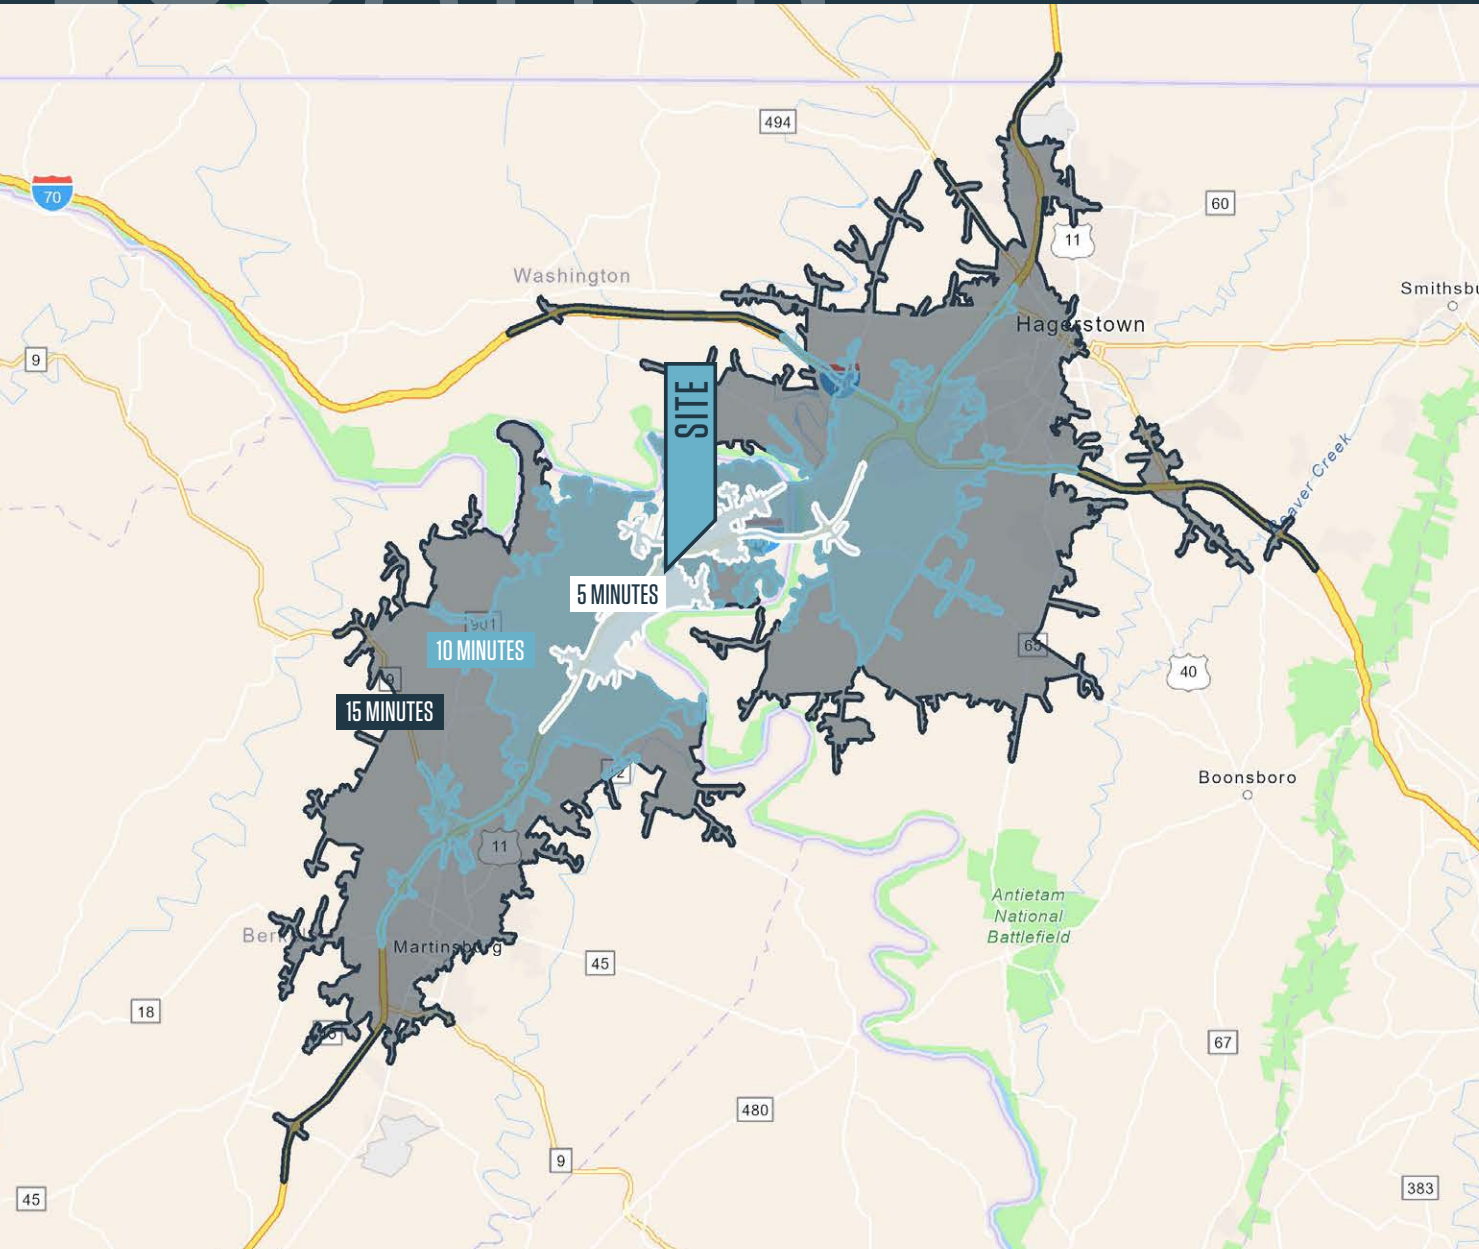 LOCATION
494
70
60
11
Washington
Smithsbu
Hagerstown
9
SITE
Beaver Creek
5 MINUTES
901
10 MINUTES
65
9
40
15 MINUTES
Boonsboro
11
Antietam
National
Battlefield
Martinsburg
45
18
67
480
9
45
383